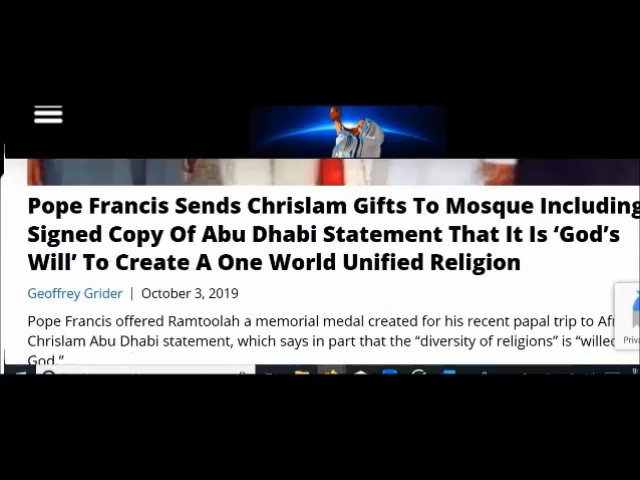 Pope Francis Sends Chrislam Gifts To Mosque Including
Signed Copy Of Abu Dhabi Statement That It Is ‘God’s
Will’ To Create A One World Unified Religion
Geoffrey Grider | October 3, 2019
Pope Francis offered Ramtoolah a memorial medal created for his recent papal trip to
Chrislam Abu Dhabi statement, which says in part that the “diversity of religions” is “willed
God.”